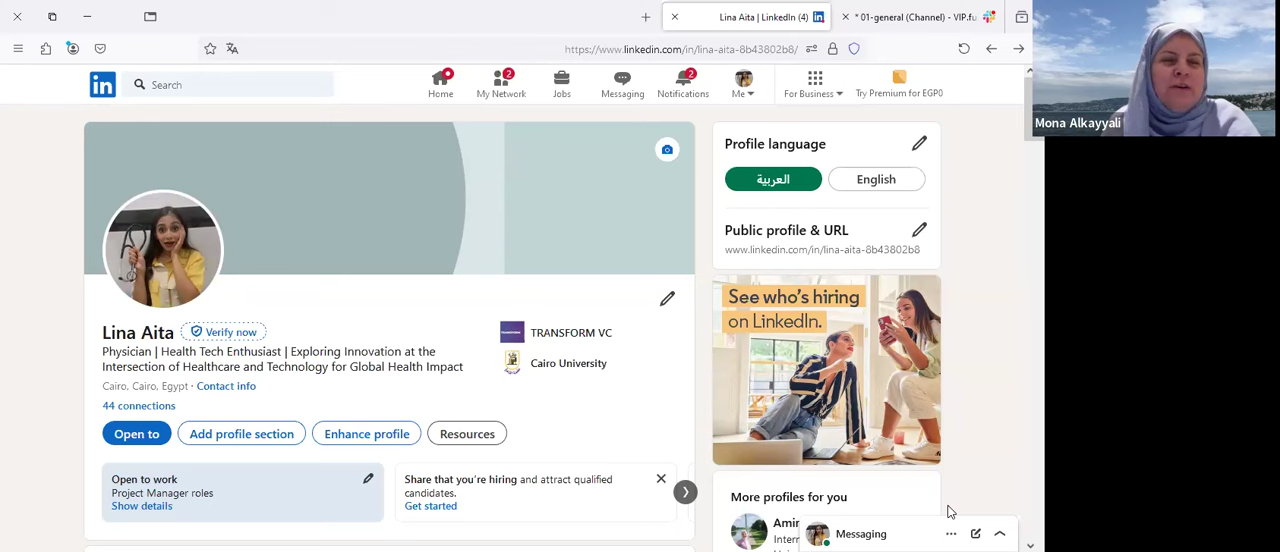 Lina Aita | LinkedIn (4)
* 01-general (Channel) - VIP.fu
https://www.linkedin.com/in/lina-aita-8b43802b8/
in
Search
Home
2
My Network
Jobs
Messaging
2
Notifications
Me
For Business
Try Premium for EGP0
Mona Alkayyali
Profile language
العربية
English
Public profile & URL
www.linkedin.com/in/lina-aita-8b43802b8
Lina Aita
Verify now
Physician | Health Tech Enthusiast | Exploring Innovation at the
Intersection of Healthcare and Technology for Global Health Impact
Cairo, Cairo, Egypt · Contact info
44 connections
TRANSFORM VC
Cairo University
Open to
Add profile section
Enhance profile
Resources
Open to work
Project Manager roles
Show details
Share that you're hiring and attract qualified
candidates.
Get started
See who's hiring
on LinkedIn.
More profiles for you
Amir
Intern
Messaging